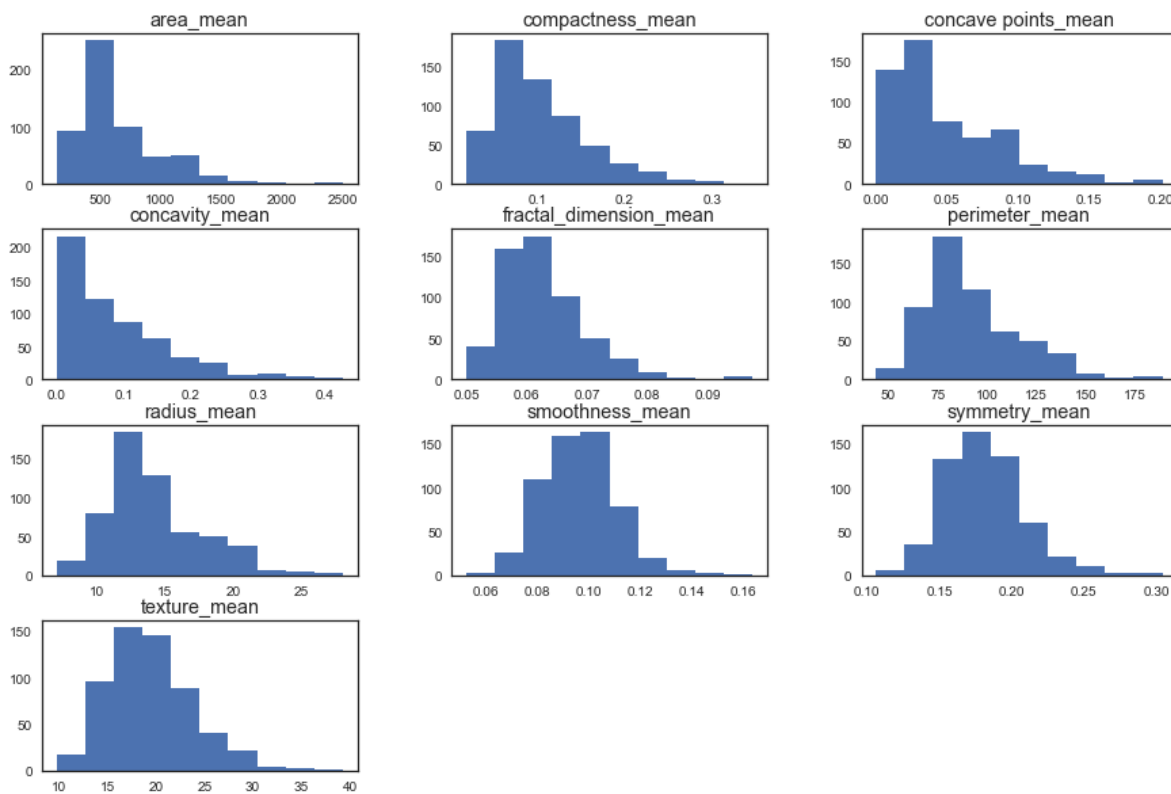 area_mean
compactness_mean
concave points_mean
200
100
0
500 1000 1500 2000 2500
150
100
50
0
0.1 0.2 0.3
150
100
50
0
0.00 0.05 0.10 0.15 0.20
concavity_mean
fractal_dimension_mean
perimeter_mean
200
150
100
50
0
0.0 0.1 0.2 0.3 0.4
150
100
50
0
0.05 0.06 0.07 0.08 0.09
150
100
50
0
50 75 100 125 150 175
radius_mean
smoothness_mean
symmetry_mean
150
100
50
0
10 15 20 25
150
100
50
0
0.06 0.08 0.10 0.12 0.14 0.16
150
100
50
0
0.10 0.15 0.20 0.25 0.30
texture_mean
150
100
50
0
10 15 20 25 30 35 40